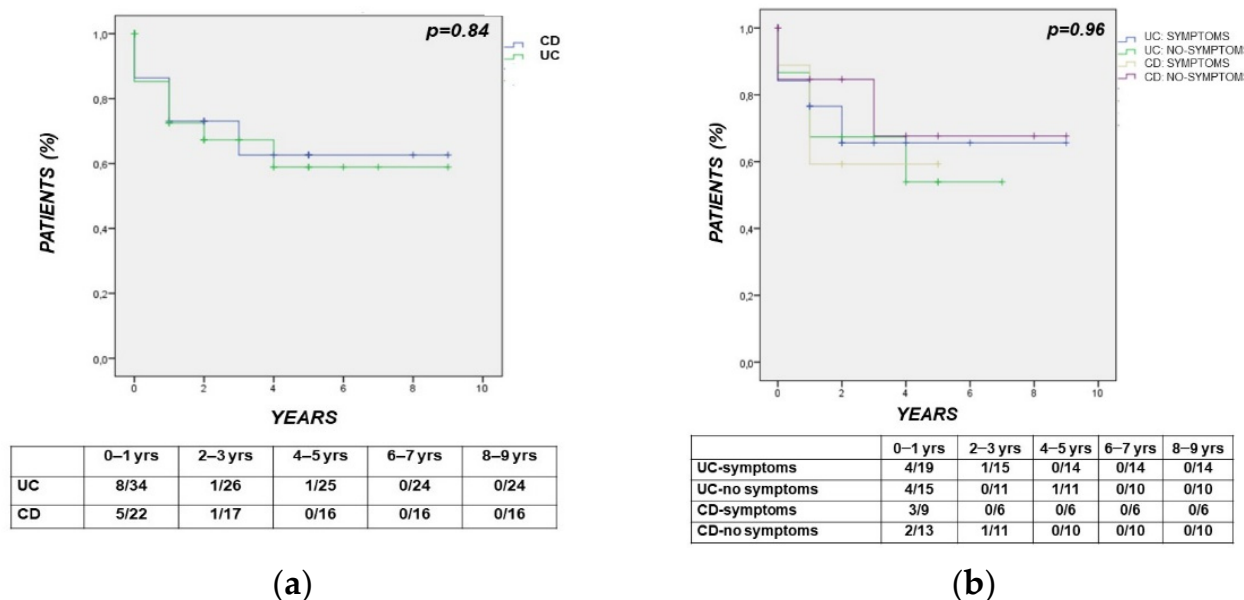 p=0.84
CD
UC
1,0
0,8
0,6
0,4
0,2
0,0
PATIENTS (%)
0 2 4 6 8 10
YEARS
0–1 yrs 2–3 yrs 4–5 yrs 6–7 yrs 8–9 yrs
UC 8/34 1/26 1/25 0/24 0/24
CD 5/22 1/17 0/16 0/16 0/16
(a)
p=0.96
UC: SYMPTOMS
UC: NO-SYMPTOMS
CD: SYMPTOMS
CD: NO-SYMPTOMS
1,0
0,8
0,6
0,4
0,2
0,0
PATIENTS (%)
0 2 4 6 8 10
YEARS
0–1 yrs 2–3 yrs 4–5 yrs 6–7 yrs 8–9 yrs
UC-symptoms 4/19 1/15 0/14 0/14 0/14
UC-no symptoms 4/15 0/11 1/11 0/10 0/10
CD-symptoms 3/9 0/6 0/6 0/6 0/6
CD-no symptoms 2/13 1/11 0/10 0/10 0/10
(b)